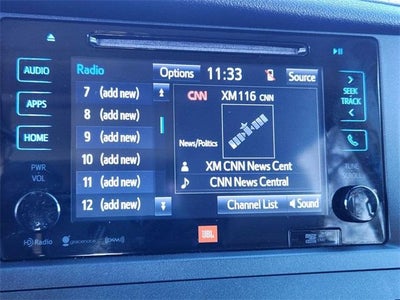 AUDIO
APPS
HOME
PWR
VOL
Radio
Options
11:33
Source
7 (add new)
8 (add new)
9 (add new)
10 (add new)
11 (add new)
12 (add new)
CNN XM116 CNN
News/Politics
XM CNN News Cent
CNN News Central
Channel List
Sound
SEEK
TRACK
TUNE
HD Radio
gracenote
JBL